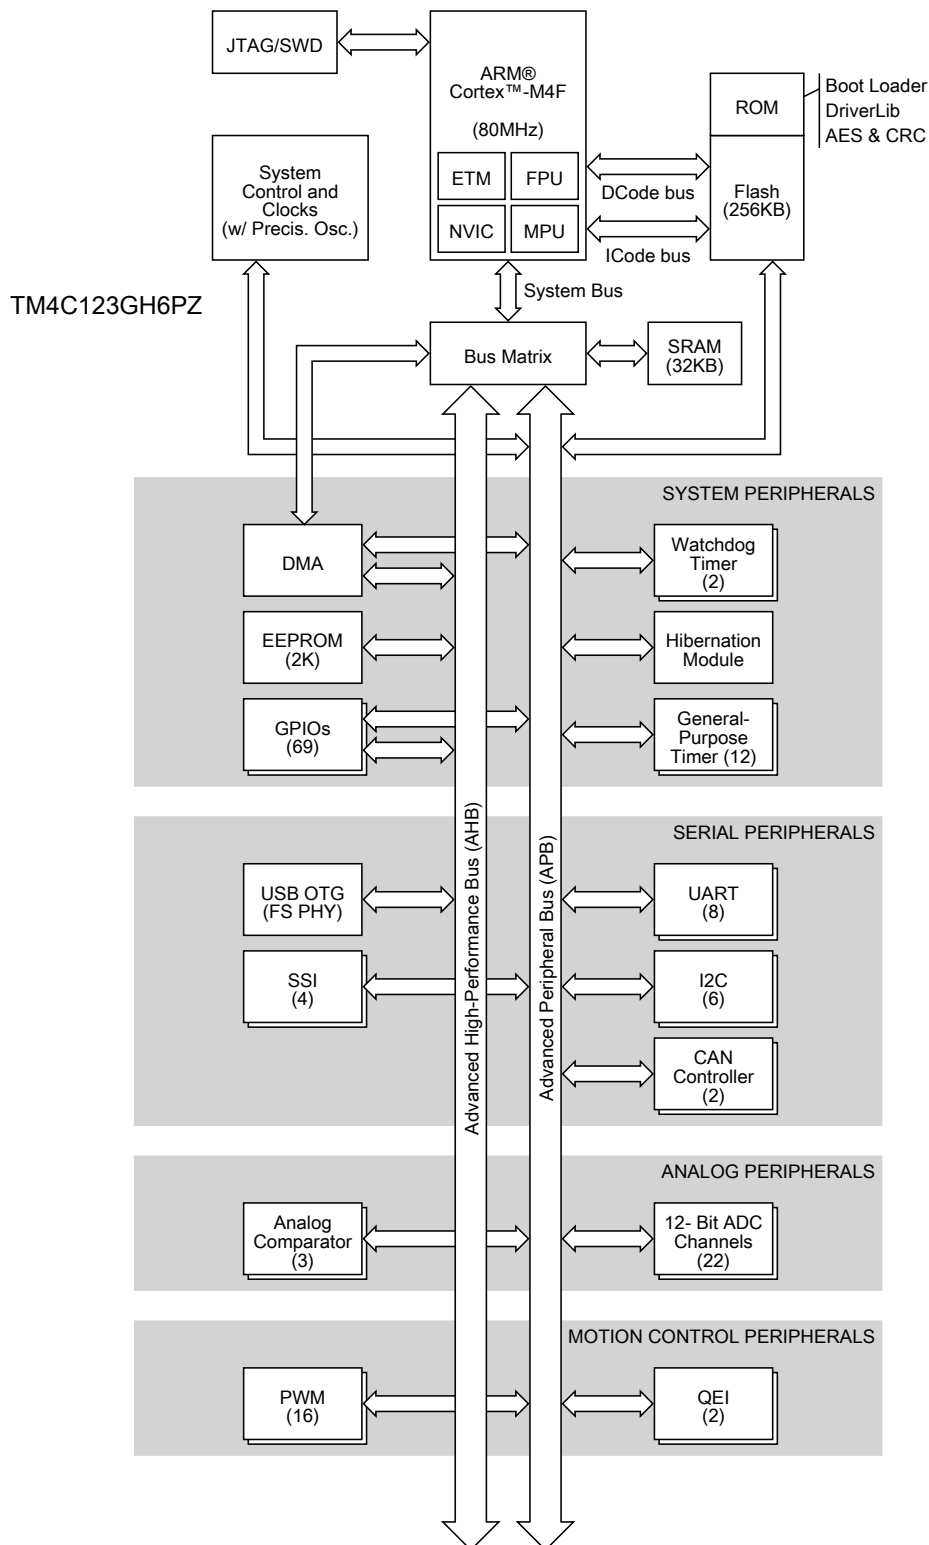 JTAG/SWD
ARM®
Cortex™-M4F
(80MHz)
ETM
FPU
NVIC
MPU
ROM
Boot Loader
DriverLib
AES & CRC
System
Control and
Clocks
(w/ Precis. Osc.)
DCode bus
Flash
(256KB)
ICode bus
System Bus
TM4C123GH6PZ
Bus Matrix
SRAM
(32KB)
SYSTEM PERIPHERALS
DMA
Watchdog
Timer
(2)
EEPROM
(2K)
Hibernation
Module
GPIOs
(69)
General-
Purpose
Timer (12)
Advanced High-Performance Bus (AHB)
Advanced Peripheral Bus (APB)
SERIAL PERIPHERALS
USB OTG
(FS PHY)
UART
(8)
SSI
(4)
I2C
(6)
CAN
Controller
(2)
ANALOG PERIPHERALS
Analog
Comparator
(3)
12- Bit ADC
Channels
(22)
MOTION CONTROL PERIPHERALS
PWM
(16)
QEI
(2)